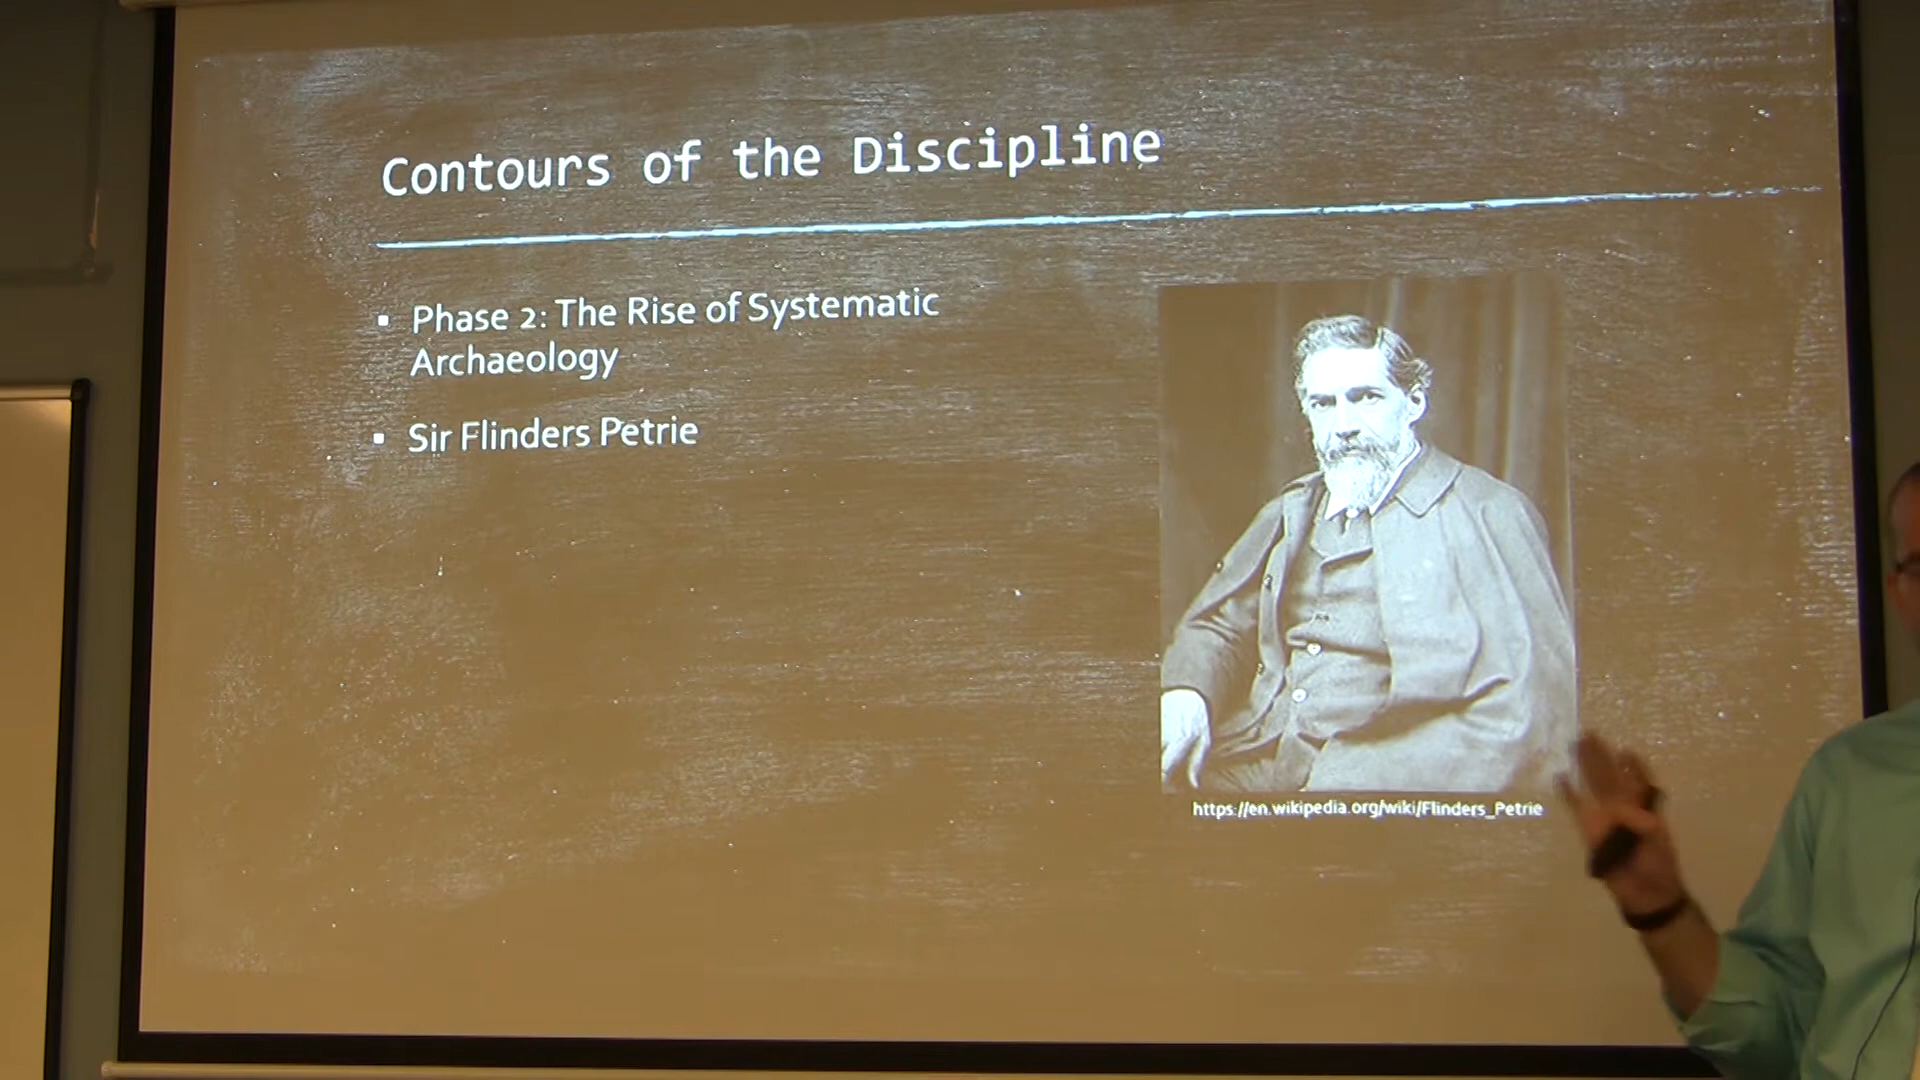 Contours of the Discipline
▪ Phase 2: The Rise of Systematic
Archaeology
▪ Sir Flinders Petrie
https://en.wikipedia.org/wiki/Flinders_Petrie